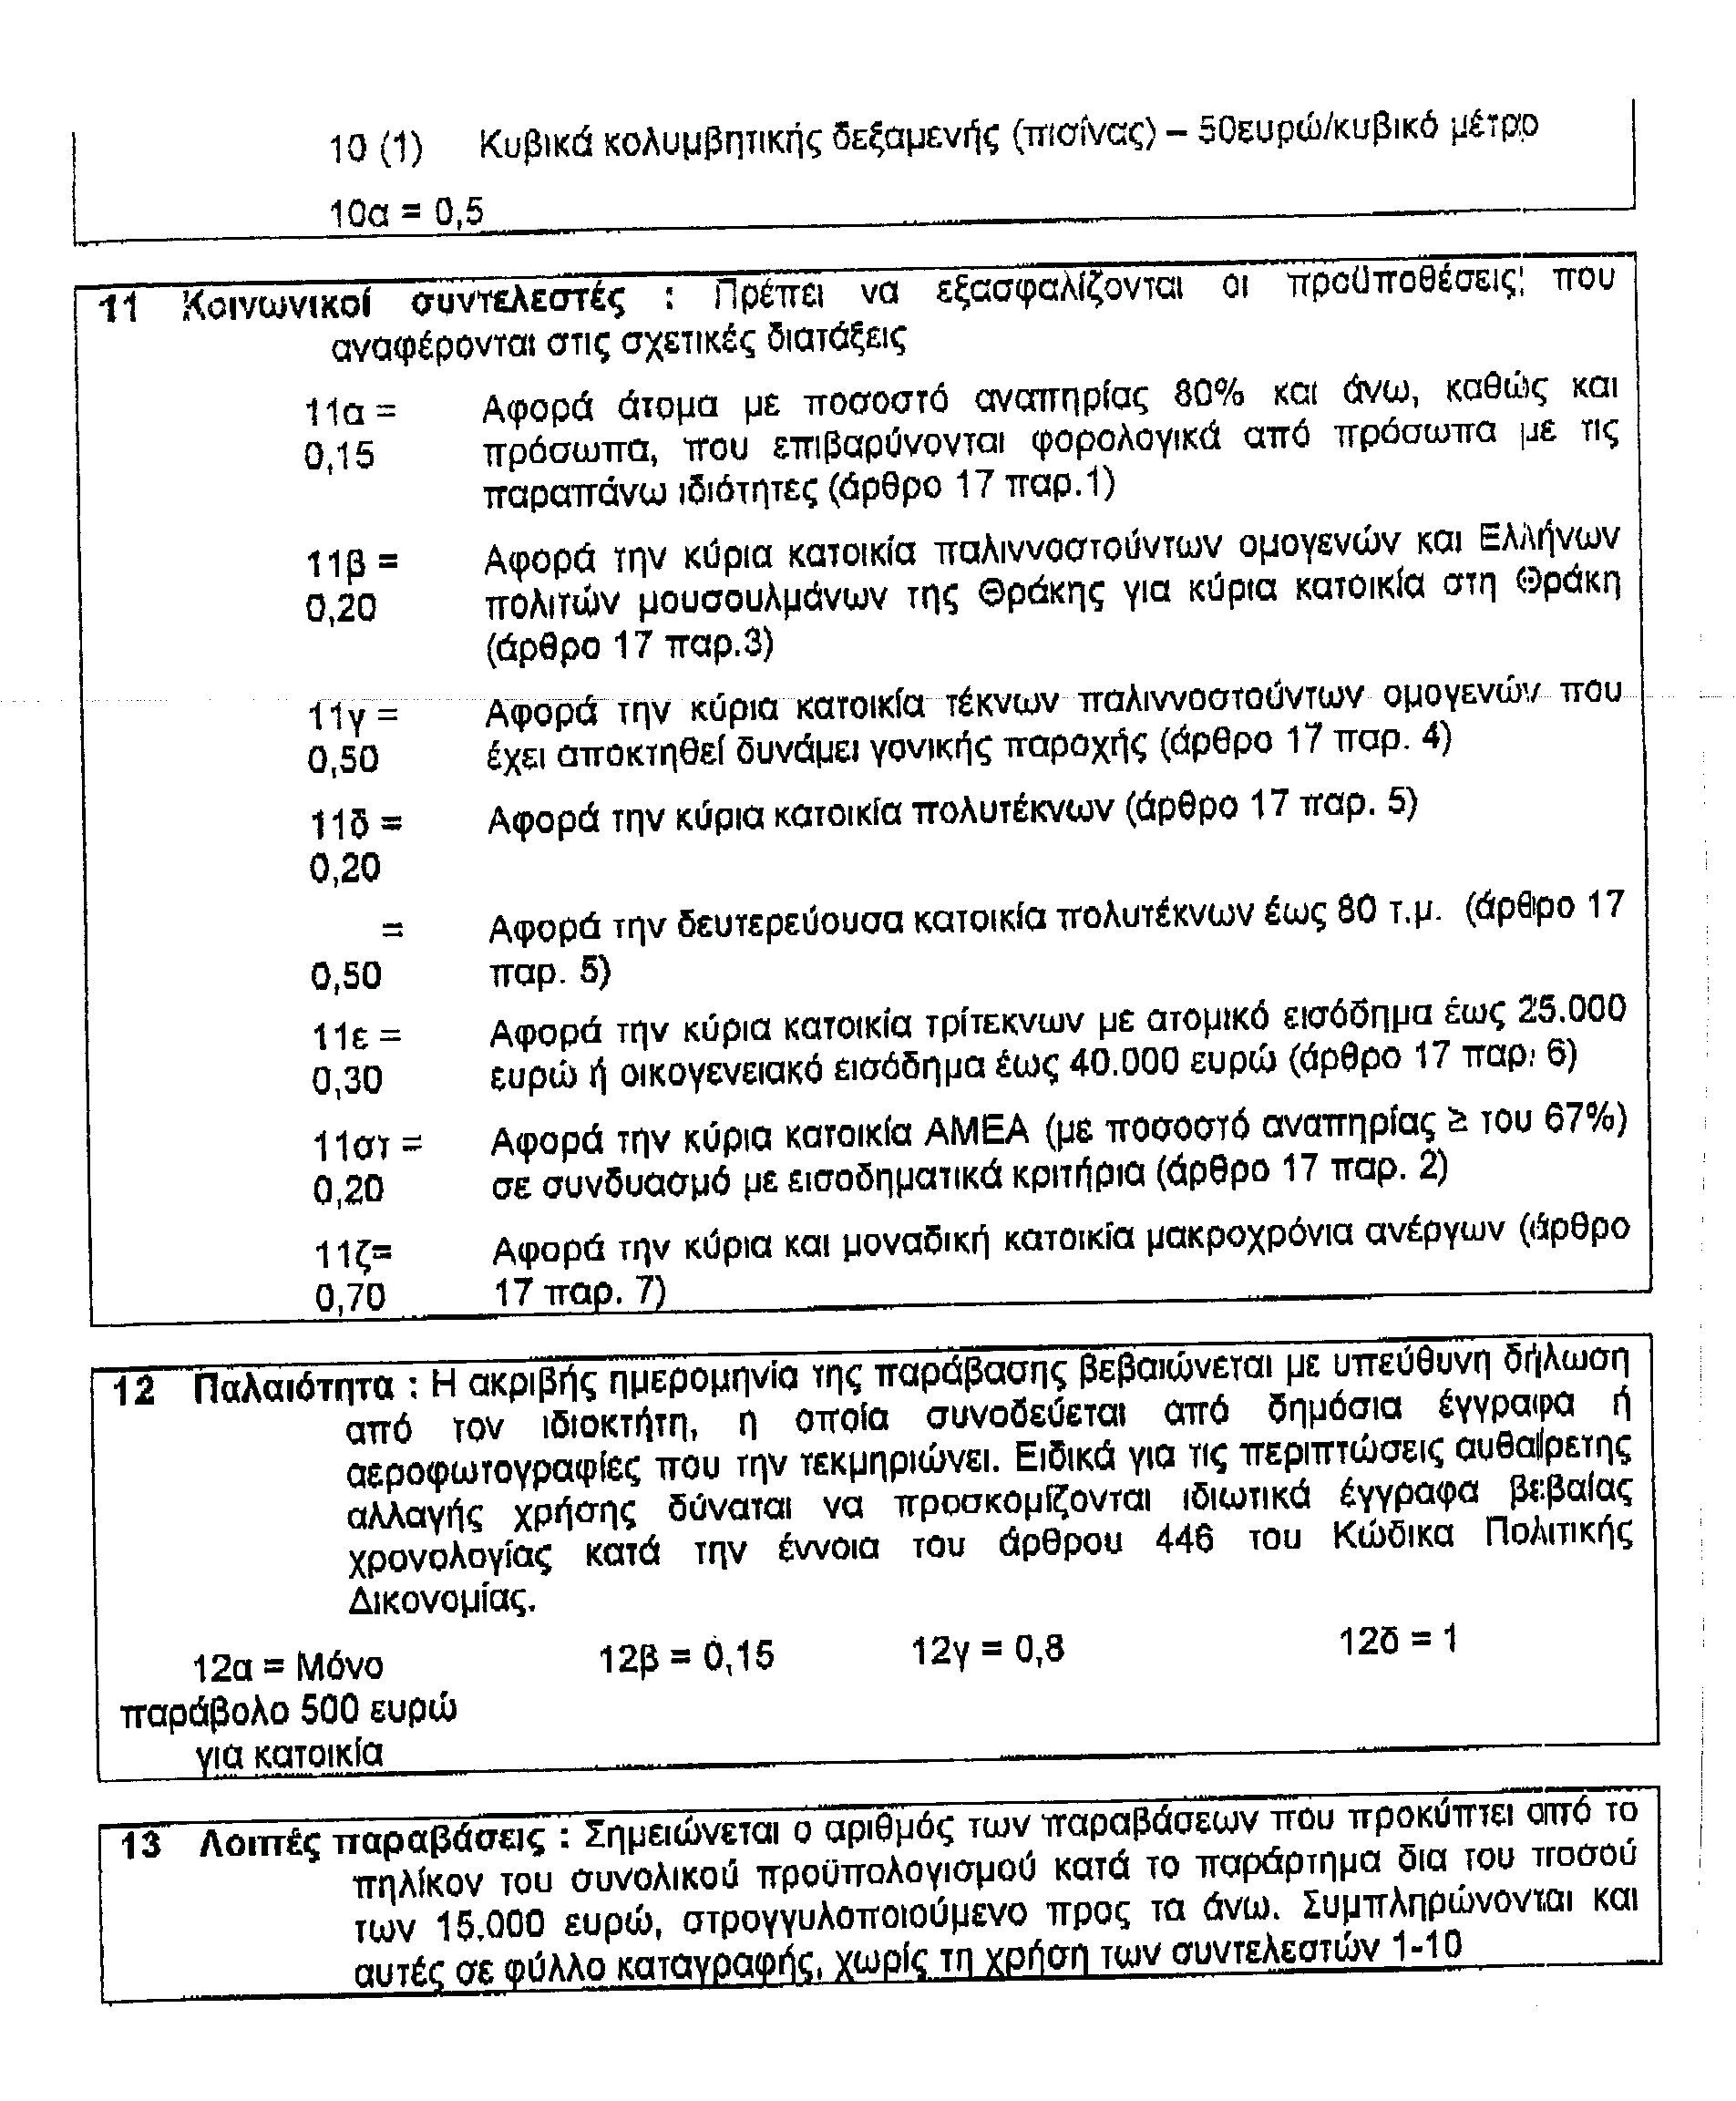 10 (1) Κυβικά κολυμβητικής δεξαμενής (πισίνας) – 50ευρώ/κυβικό μέτρο
10α = 0,5
11 Κοινωνικοί συντελεστές : Πρέπει να εξασφαλίζονται οι προϋποθέσεις, που
αναφέρονται στις σχετικές διατάξεις
11α = Αφορά άτομα με ποσοστό αναπηρίας 80% και άνω, καθώς και
0,15 πρόσωπα, που επιβαρύνονται φορολογικά από πρόσωπα με τις
παραπάνω ιδιότητες (άρθρο 17 παρ.1)
11β = Αφορά την κύρια κατοικία παλιννοστούντων ομογενών και Ελλήνων
0,20 πολιτών μουσουλμάνων της Θράκης για κύρια κατοικία στη Θράκη
(άρθρο 17 παρ.3)
11γ = Αφορά την κύρια κατοικία τέκνων παλιννοστούντων ομογενών που
0,50 έχει αποκτηθεί δυνάμει γονικής παροχής (άρθρο 17 παρ. 4)
11δ = Αφορά την κύρια κατοικία πολυτέκνων (άρθρο 17 παρ. 5)
0,20
= Αφορά την δευτερεύουσα κατοικία πολυτέκνων έως 80 τ.μ. (άρθρο 17
0,50 παρ. 5)
11ε = Αφορά την κύρια κατοικία τρίτεκνων με ατομικό εισόδημα έως 25.000
0,30 ευρώ ή οικογενειακό εισόδημα έως 40.000 ευρώ (άρθρο 17 παρ. 6)
11στ = Αφορά την κύρια κατοικία ΑΜΕΑ (με ποσοστό αναπηρίας ≥ του 67%)
0,20 σε συνδυασμό με εισοδηματικά κριτήρια (άρθρο 17 παρ. 2)
11ζ= Αφορά την κύρια και μοναδική κατοικία μακροχρόνια ανέργων (άρθρο
0,70 17 παρ. 7)
12 Παλαιότητα : Η ακριβής ημερομηνία της παράβασης βεβαιώνεται με υπεύθυνη δήλωση
από τον ιδιοκτήτη, η οποία συνοδεύεται από δημόσια έγγραφα ή
αεροφωτογραφίες που την τεκμηριώνει. Ειδικά για τις περιπτώσεις αυθαίρετης
αλλαγής χρήσης δύναται να προσκομίζονται ιδιωτικά έγγραφα βεβαίας
χρονολογίας κατά την έννοια του άρθρου 446 του Κώδικα Πολιτικής
Δικονομίας.
12α = Μόνο 12β = 0,15 12γ = 0,8 12δ = 1
παράβολο 500 ευρώ
για κατοικία
13 Λοιπές παραβάσεις : Σημειώνεται ο αριθμός των παραβάσεων που προκύπτει από το
πηλίκον του συνολικού προϋπολογισμού κατά το παράρτημα δια του ποσού
των 15.000 ευρώ, στρογγυλοποιούμενο προς τα άνω. Συμπληρώνονται και
αυτές σε φύλλο καταγραφής, χωρίς τη χρήση των συντελεστών 1-10